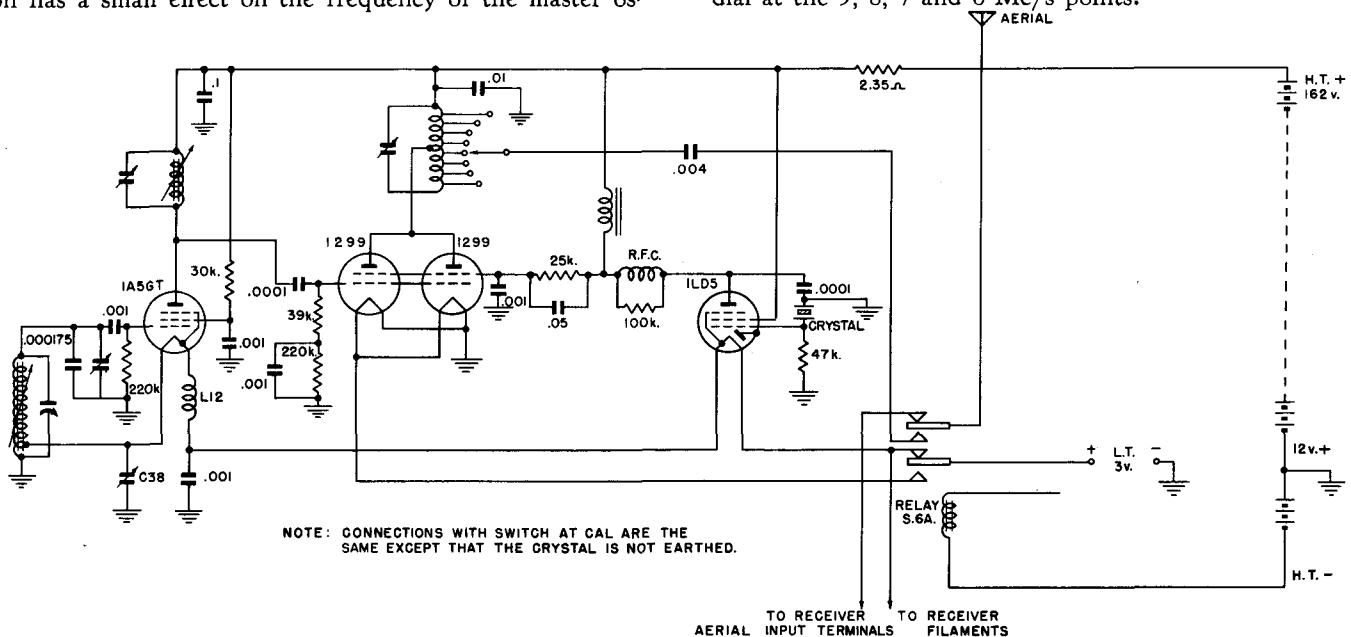 on has a small effect on the frequency of the master os-
dial at the 9, 8, 7 and 6 Mc/s points.
AERIAL
.1
.01
2.35Ω
H.T. +
162 v.
.004
1299
1299
30k.
25k.
R.F.C.
1LD5
1A5GT
.0001
.001
.0001
.001
39k.
.05
100k.
CRYSTAL
.000175
.001
220k.
47k.
220k.
.001
L12
C38
.001
+
L.T.
3v.
-
12v.+
RELAY
S.6A.
NOTE: CONNECTIONS WITH SWITCH AT CAL ARE THE
SAME EXCEPT THAT THE CRYSTAL IS NOT EARTHED.
H.T. -
TO RECEIVER
AERIAL INPUT TERMINALS
TO RECEIVER
FILAMENTS